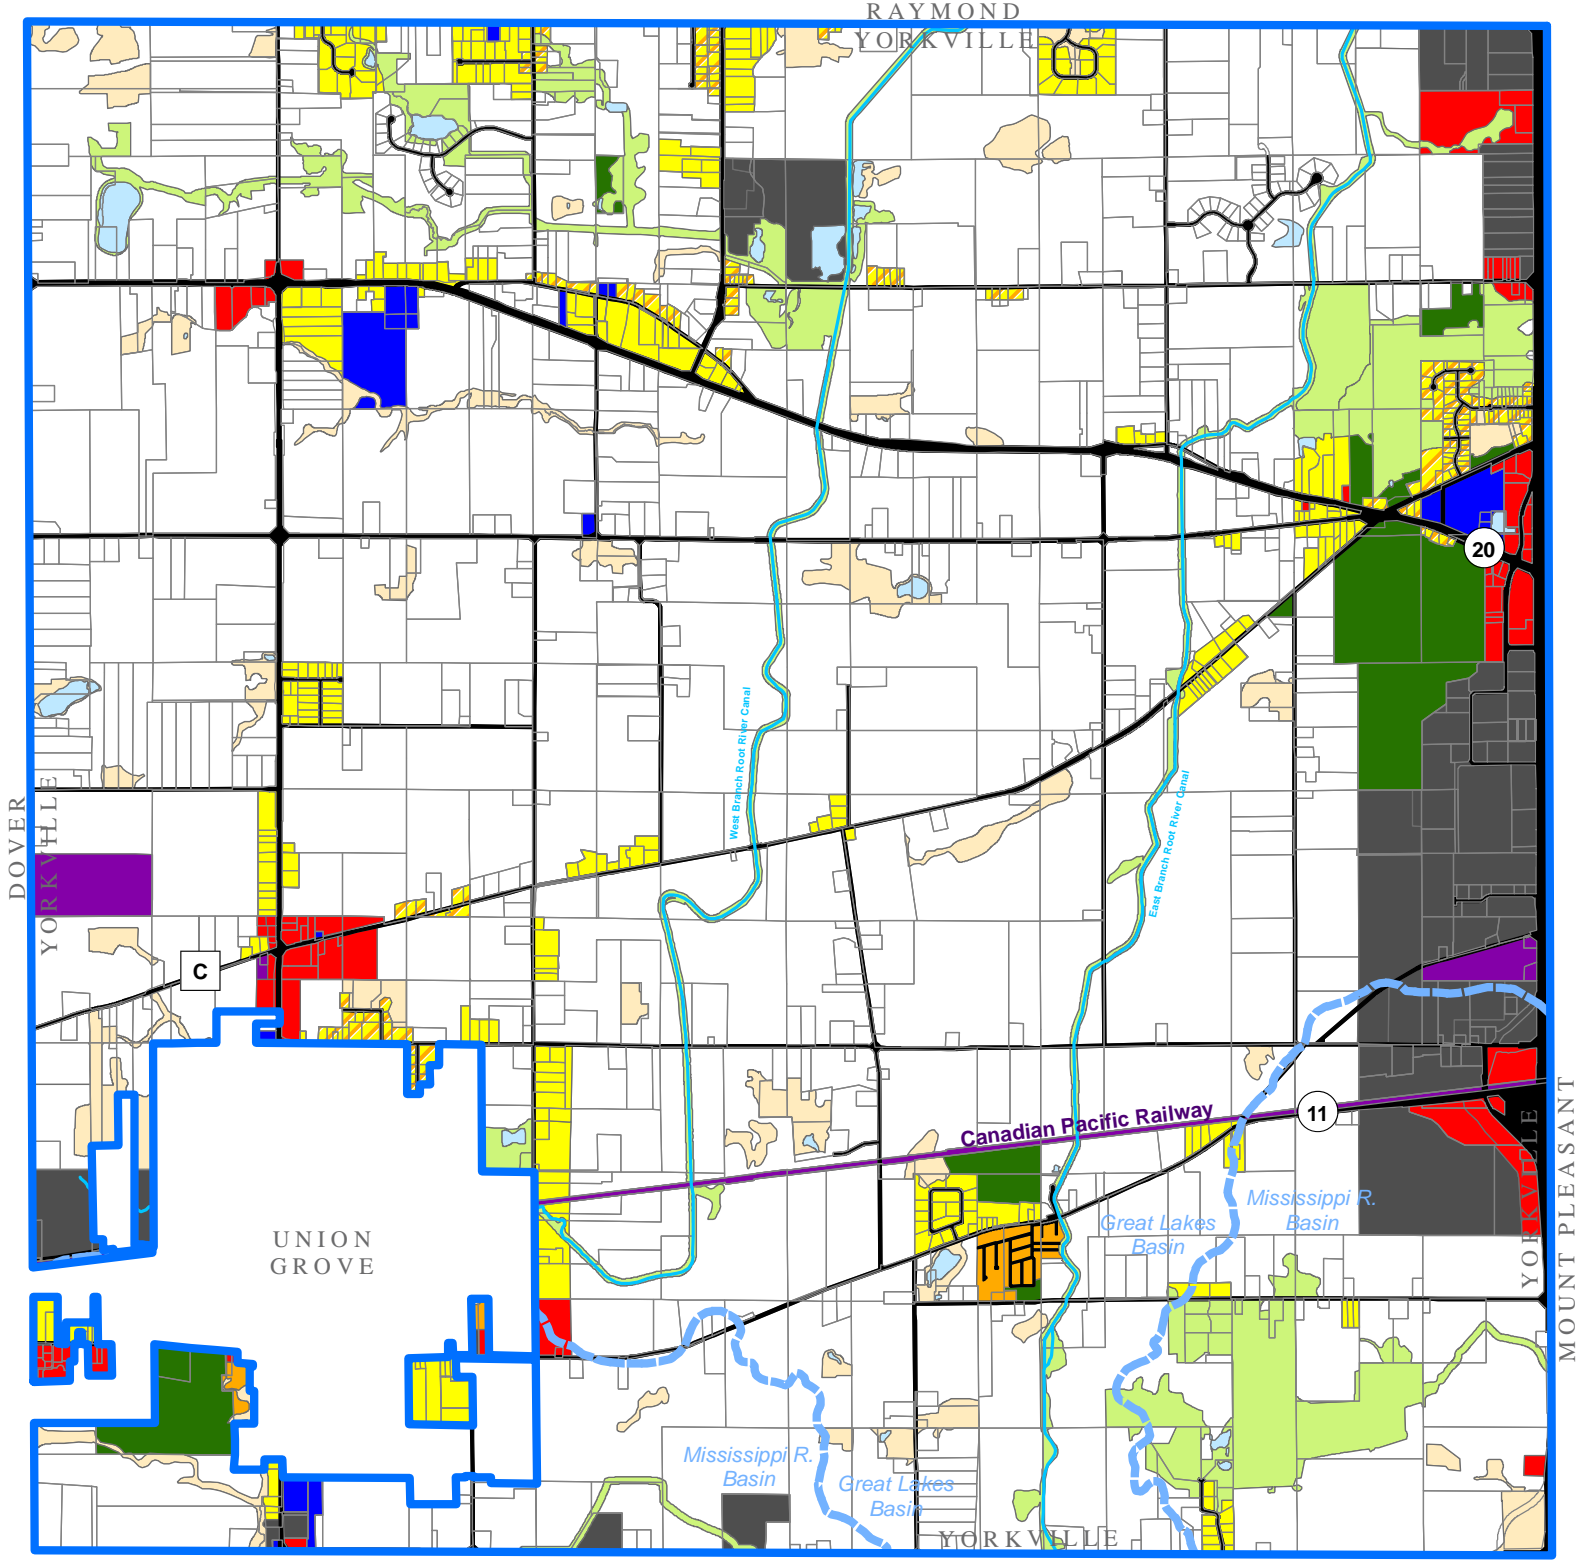 RAYMOND
YORKVILLE
20
West Branch Root River Canal
DOVER
YORKVILLE
East Branch Root River Canal
C
Canadian Pacific Railway
11
UNION
GROVE
Great Lakes
Basin
Mississippi R.
Basin
YORKVILLE
MOUNT PLEASANT
Mississippi R.
Basin
Great Lakes
Basin
YORKVILLE